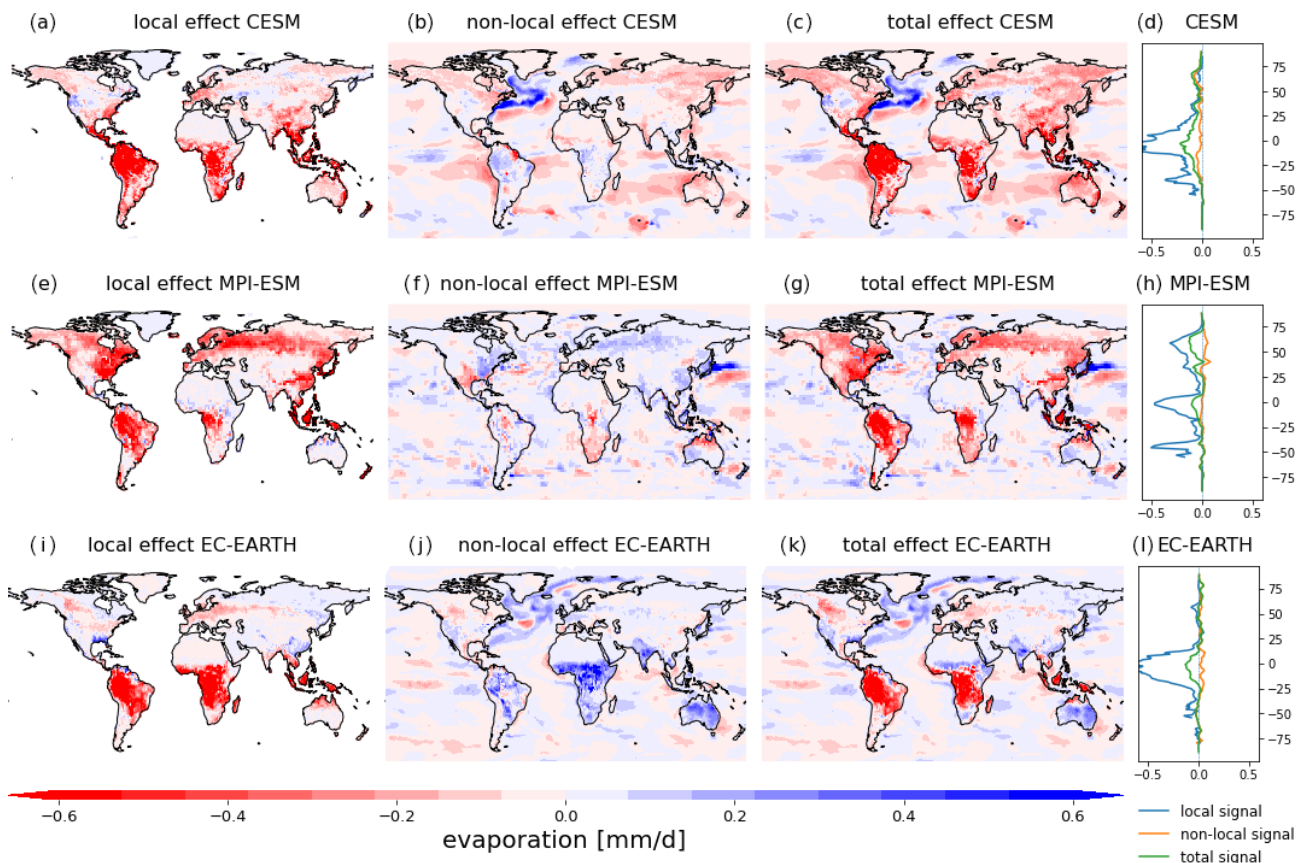 (a) local effect CESM (b) non-local effect CESM (c) total effect CESM (d) CESM
75
50
25
0
−25
−50
−75
−0.5 0.0 0.5
(e) local effect MPI-ESM (f) non-local effect MPI-ESM (g) total effect MPI-ESM (h) MPI-ESM
75
50
25
0
−25
−50
−75
−0.5 0.0 0.5
(i) local effect EC-EARTH (j) non-local effect EC-EARTH (k) total effect EC-EARTH (l) EC-EARTH
75
50
25
0
−25
−50
−75
−0.5 0.0 0.5
−0.6 −0.4 −0.2 0.0 0.2 0.4 0.6
evaporation [mm/d]
local signal
non-local signal
total signal